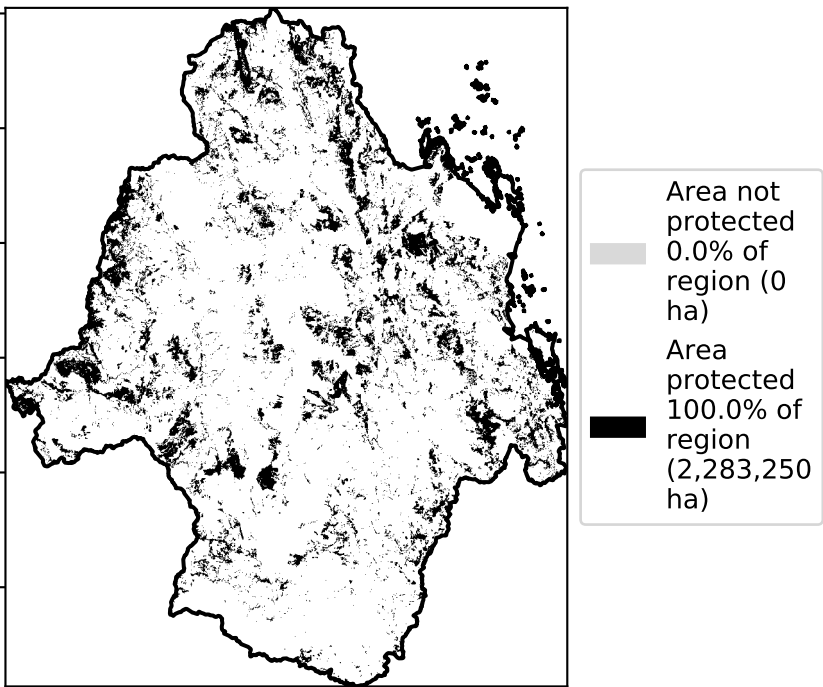 Area not
protected
0.0% of
region (0
ha)
Area
protected
100.0% of
region
(2,283,250
ha)